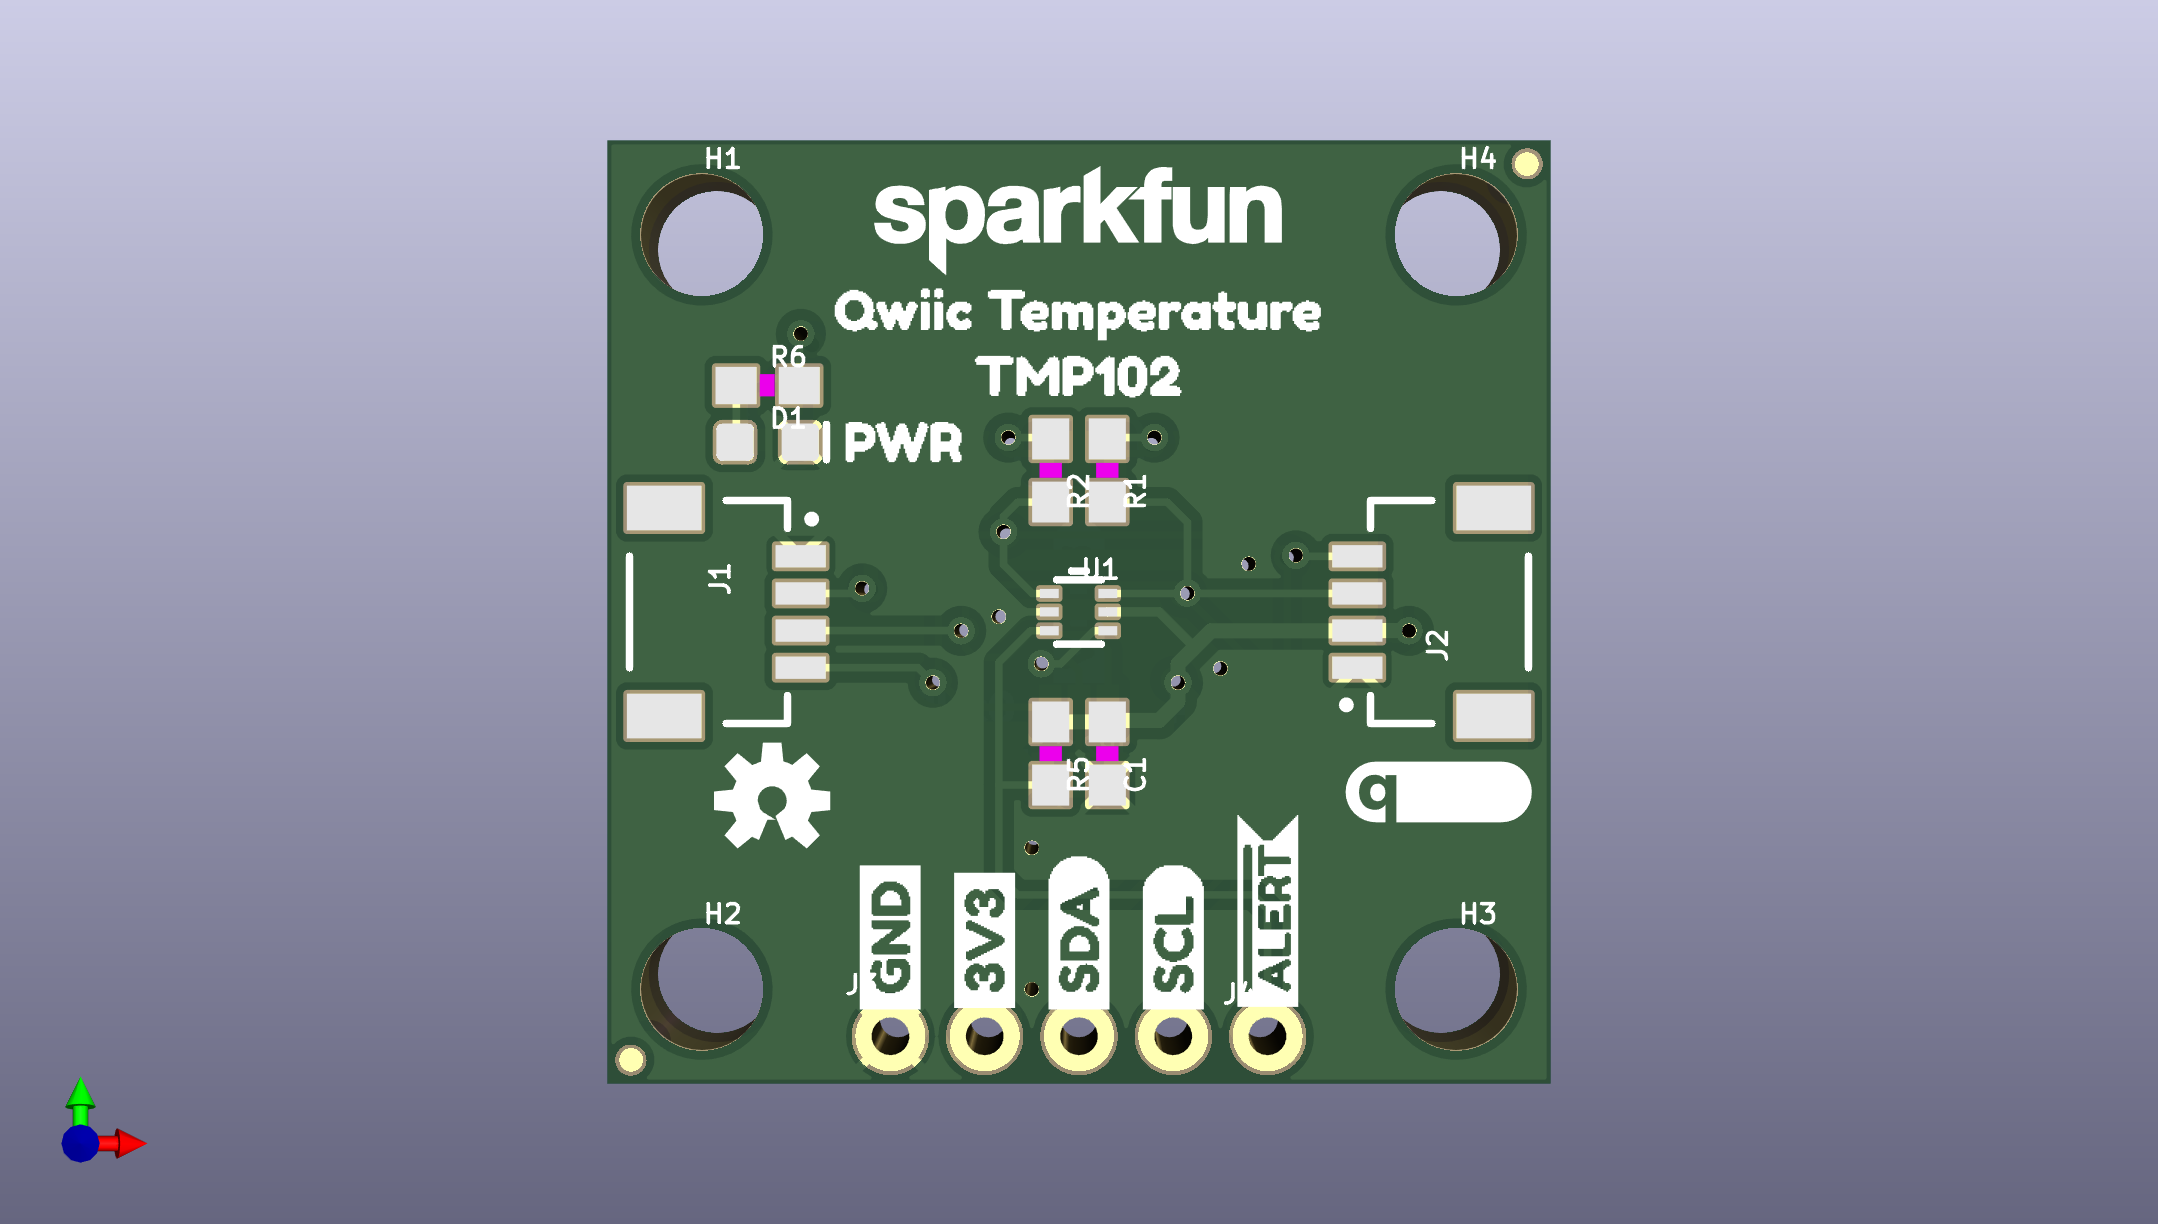 H1
H4
sparkfun
Qwiic Temperature
TMP102
R6
D1
PWR
R2
R1
J1
U1
J2
R5
C1
q
H2
H3
GND
3V3
SDA
SCL
ALERT